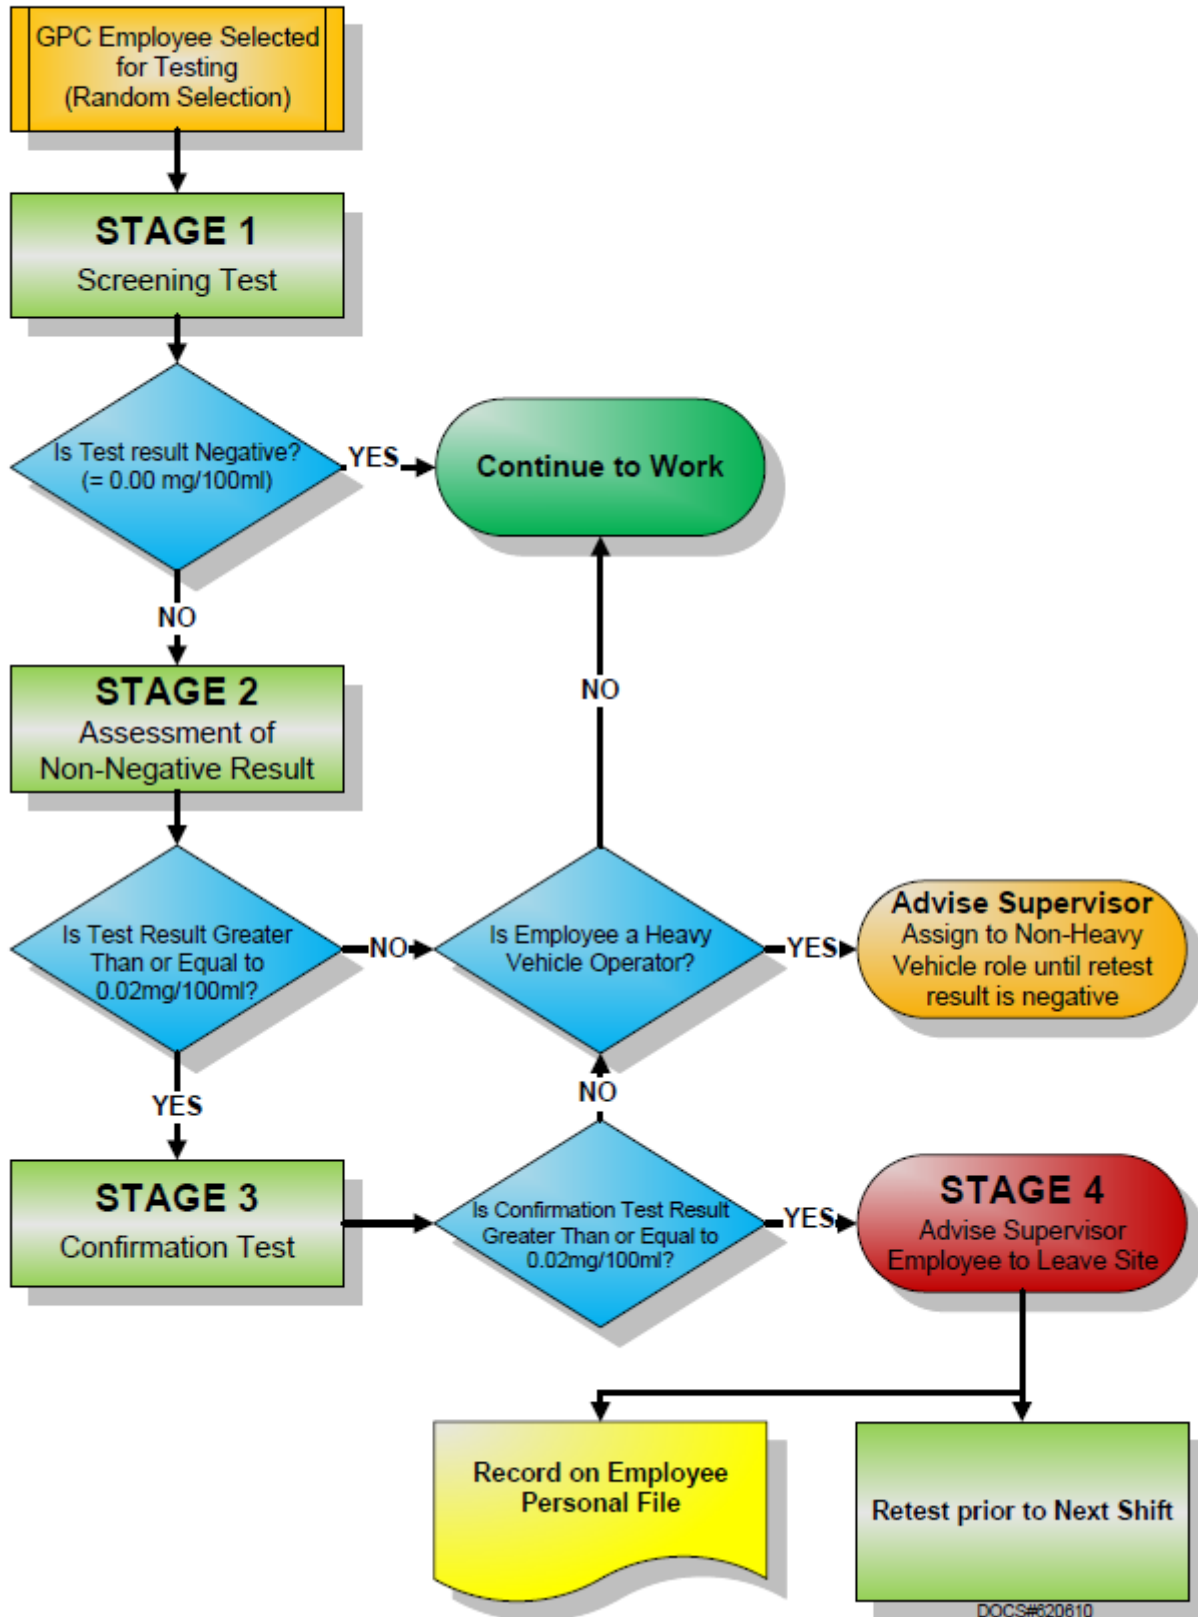 GPC Employee Selected
for Testing
(Random Selection)
STAGE 1
Screening Test
Is Test result Negative?
(= 0.00 mg/100ml)
YES
Continue to Work
NO
STAGE 2
Assessment of
Non-Negative Result
NO
Is Test Result Greater
Than or Equal to
0.02mg/100ml?
NO
Is Employee a Heavy
Vehicle Operator?
YES
Advise Supervisor
Assign to Non-Heavy
Vehicle role until retest
result is negative
YES
NO
STAGE 3
Confirmation Test
Is Confirmation Test Result
Greater Than or Equal to
0.02mg/100ml?
YES
STAGE 4
Advise Supervisor
Employee to Leave Site
Record on Employee
Personal File
Retest prior to Next Shift
DOCS#620610